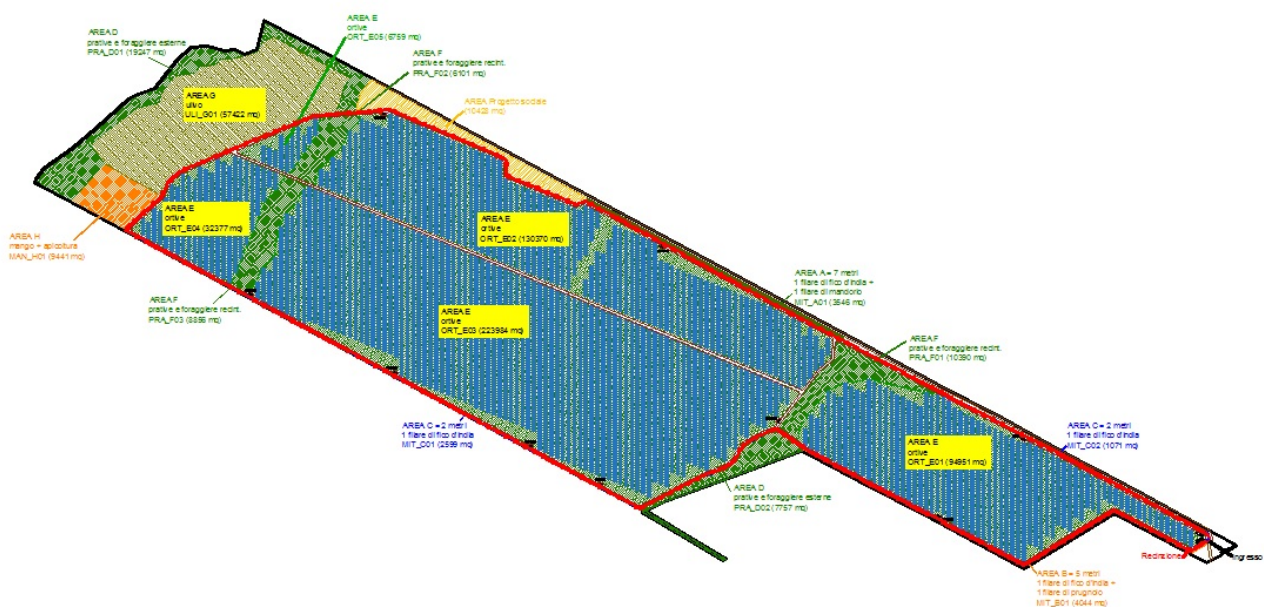 AREA E
ortive
ORT_E05 (6759 mq)
AREA D
prative e foraggiere esterne
PRA_D01 (19247 mq)
AREA F
prative e foraggiere recint.
PRA_F02 (6101 mq)
AREA G
ulivo
ULI_G01 (57422 mq)
AREA Progetto sociale
(10428 mq)
AREA E
ortive
ORT_E04 (32377 mq)
AREA E
ortive
ORT_E02 (130370 mq)
AREA H
mango + apicoltura
MAN_H01 (9441 mq)
AREA A = 7 metri
1 filare di fico d'india +
1 filare di mandorlo
MIT_A01 (3546 mq)
AREA F
prative e foraggiere recint.
PRA_F03 (8856 mq)
AREA E
ortive
ORT_E03 (223984 mq)
AREA F
prative e foraggiere recint.
PRA_F01 (10390 mq)
AREA C = 2 metri
1 filare di fico d'india
MIT_C01 (2599 mq)
AREA C = 2 metri
1 filare di fico d'india
MIT_C02 (1071 mq)
AREA E
ortive
ORT_E01 (94951 mq)
AREA D
prative e foraggiere esterne
PRA_D02 (7757 mq)
Recinzione
Ingresso
AREA B = 5 metri
1 filare di fico d'india +
1 filare di prugnolo
MIT_B01 (4044 mq)